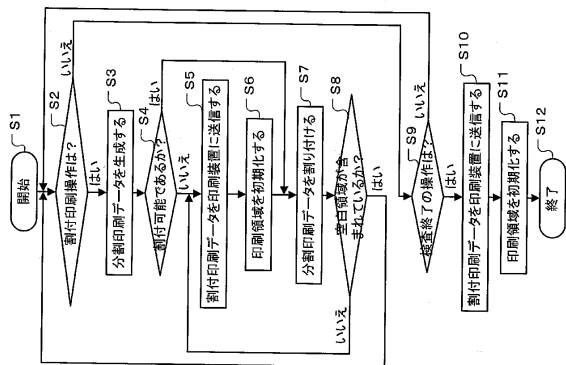 開始
S1
割付印刷操作は?
S2
いいえ
はい
分割印刷データを生成する
S3
割付可能であるか?
S4
はい
いいえ
割付印刷データを印刷装置に送信する
S5
印刷領域を初期化する
S6
分割印刷データを割り付ける
S7
空白領域が含
まれているか?
S8
いいえ
はい
検査終了の操作は?
S9
いいえ
はい
割付印刷データを印刷装置に送信する
S10
印刷領域を初期化する
S11
終了
S12